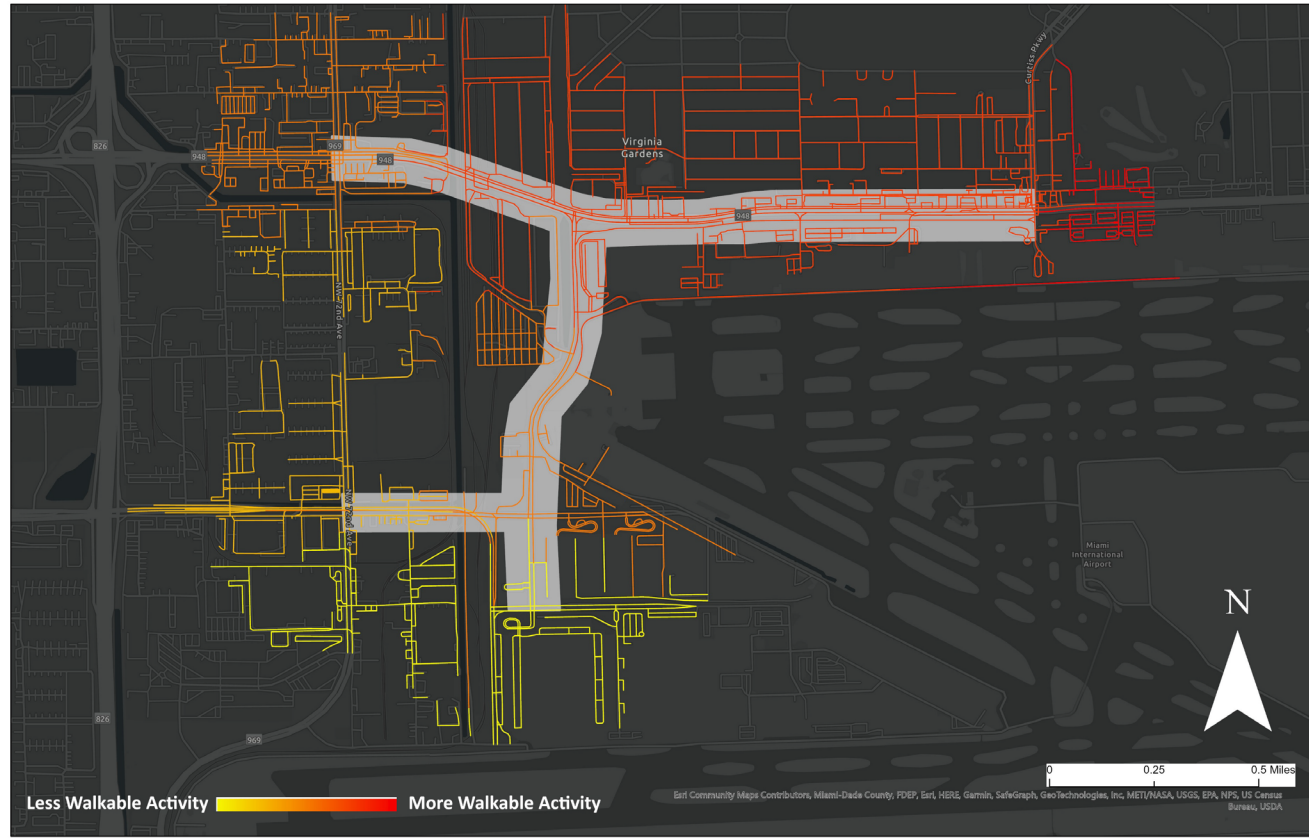 Curtiss Pkwy
826
969
948
948
Virginia
Gardens
948
NW 72nd Ave
NW 72nd Ave
Miami
International
Airport
N
826
969
0 0.25 0.5 Miles
Less Walkable Activity More Walkable Activity
Esri Community Maps Contributors, Miami-Dade County, FDEP, Esri, HERE, Garmin, SafeGraph, GeoTechnologies, Inc, METI/NASA, USGS, EPA, NPS, US Census
Bureau, USDA